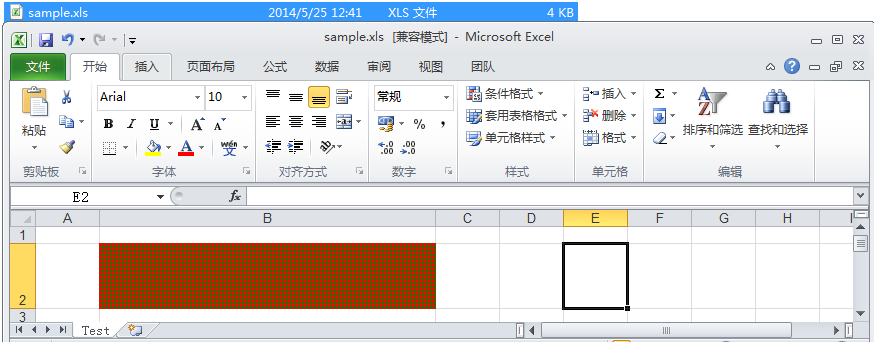 sample.xls 2014/5/25 12:41 XLS 文件 4 KB
sample.xls [兼容模式] - Microsoft Excel
文件 开始 插入 页面布局 公式 数据 审阅 视图 团队
Arial 10 常规 条件格式 插入 Σ
粘贴 B I U A A % , 套用表格格式 删除 排序和筛选 查找和选择
A wén 文 .00 .00 单元格样式 格式
剪贴板 字体 对齐方式 数字 样式 单元格 编辑
E2 fx
A B C D E F G H I
1
2
3
Test